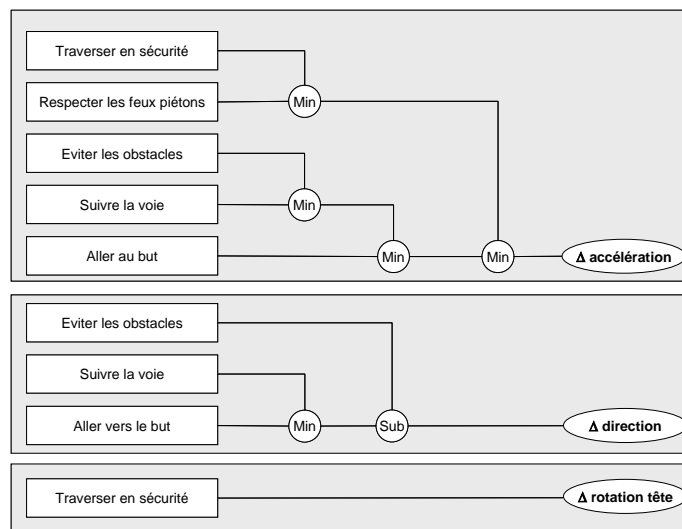 Traverser en sécurité
Respecter les feux piétons
Min
Eviter les obstacles
Suivre la voie
Min
Aller au but
Min
Min
Δ accélération
Eviter les obstacles
Suivre la voie
Aller vers le but
Min
Sub
Δ direction
Traverser en sécurité
Δ rotation tête